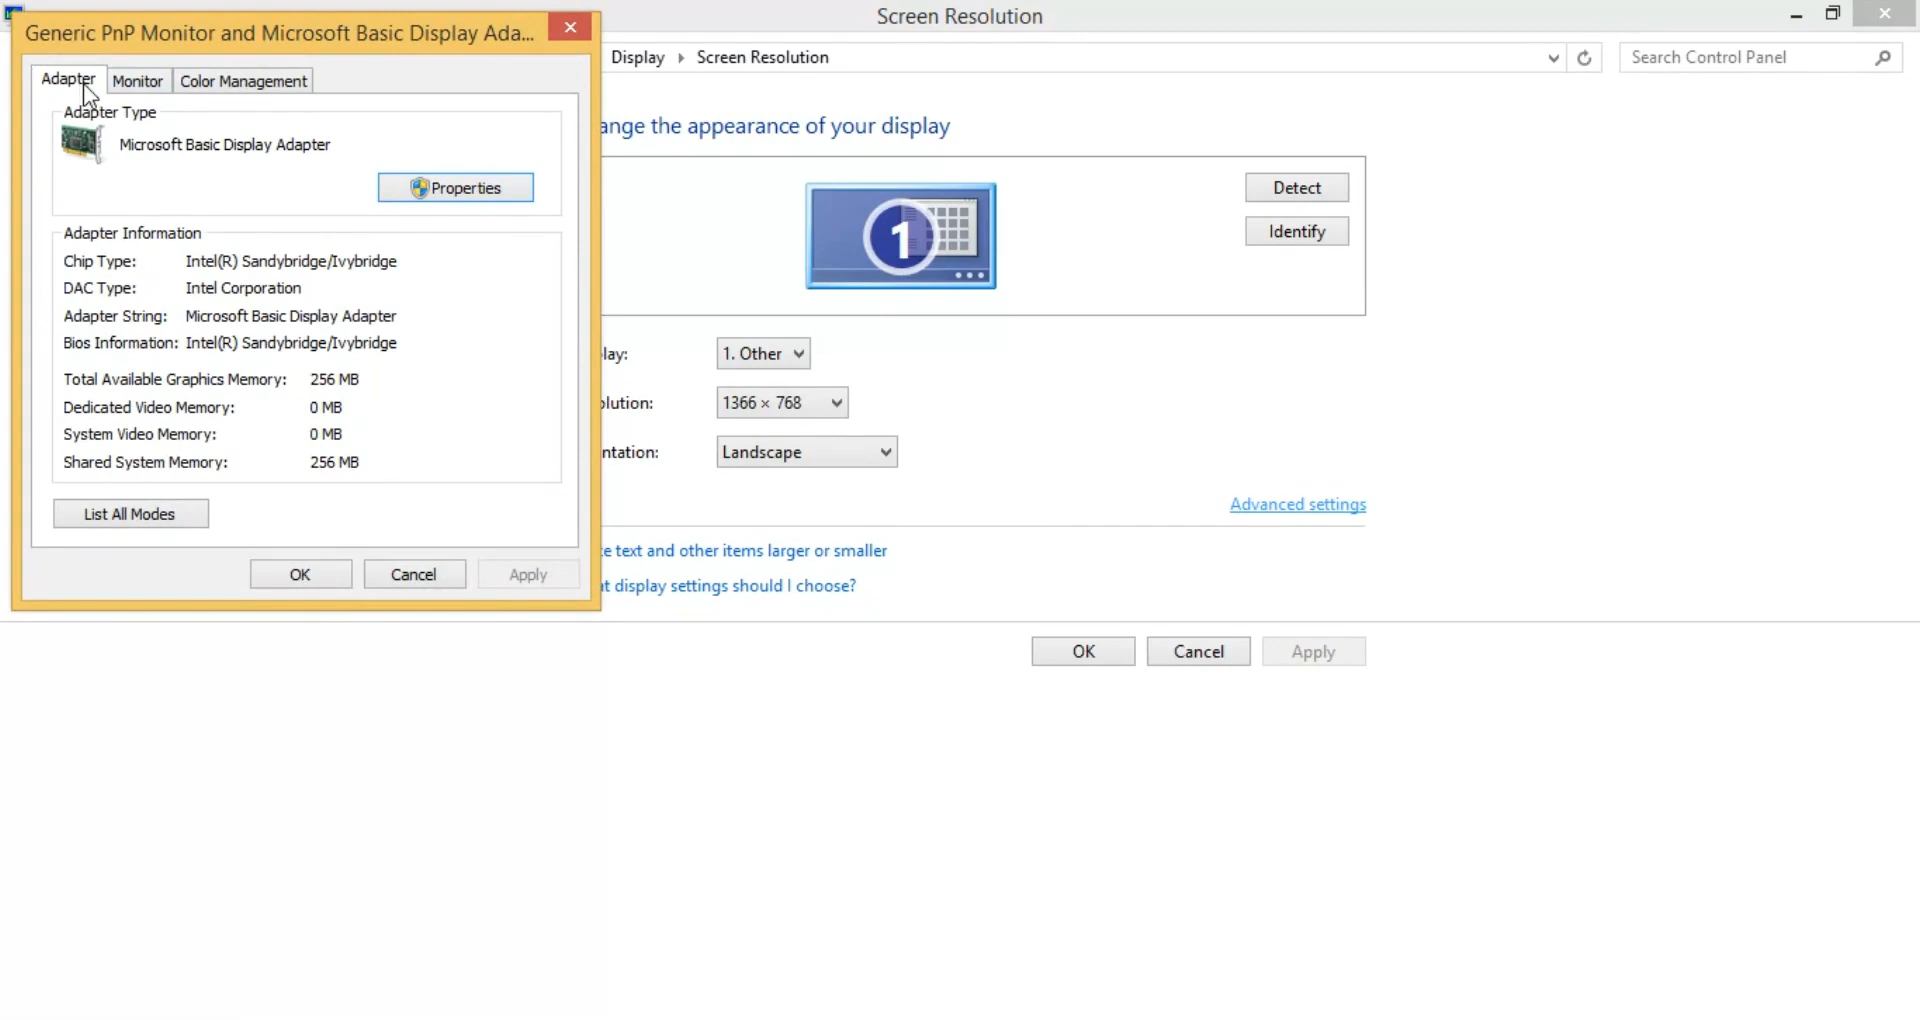 Screen Resolution
Generic PnP Monitor and Microsoft Basic Display Ada...
Display Screen Resolution
Search Control Panel
Adapter Monitor Color Management
Adapter Type
Microsoft Basic Display Adapter
Properties
Adapter Information
Chip Type: Intel(R) Sandybridge/Ivybridge
DAC Type: Intel Corporation
Adapter String: Microsoft Basic Display Adapter
Bios Information: Intel(R) Sandybridge/Ivybridge
Total Available Graphics Memory: 256 MB
Dedicated Video Memory: 0 MB
System Video Memory: 0 MB
Shared System Memory: 256 MB
List All Modes
OK Cancel Apply
ange the appearance of your display
1
Detect
Identify
lay: 1. Other
olution: 1366 × 768
ntation: Landscape
Advanced settings
e text and other items larger or smaller
t display settings should I choose?
OK Cancel Apply